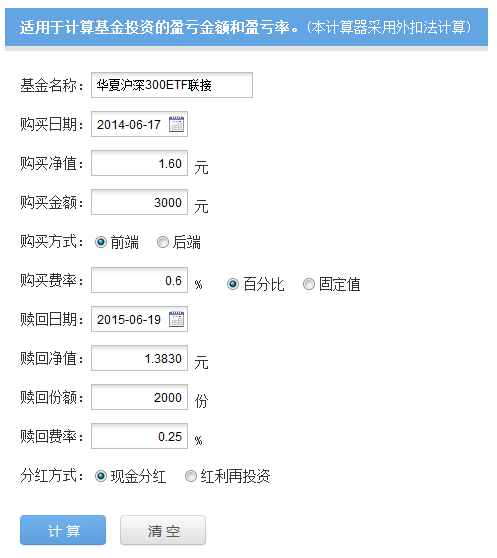 适用于计算基金投资的盈亏金额和盈亏率。(本计算器采用外扣法计算)
基金名称: 华夏沪深300ETF联接
购买日期: 2014-06-17
购买净值: 1.60 元
购买金额: 3000 元
购买方式: 前端 后端
购买费率: 0.6 % 百分比 固定值
赎回日期: 2015-06-19
赎回净值: 1.3830 元
赎回份额: 2000 份
赎回费率: 0.25 %
分红方式: 现金分红 红利再投资
计 算 清 空